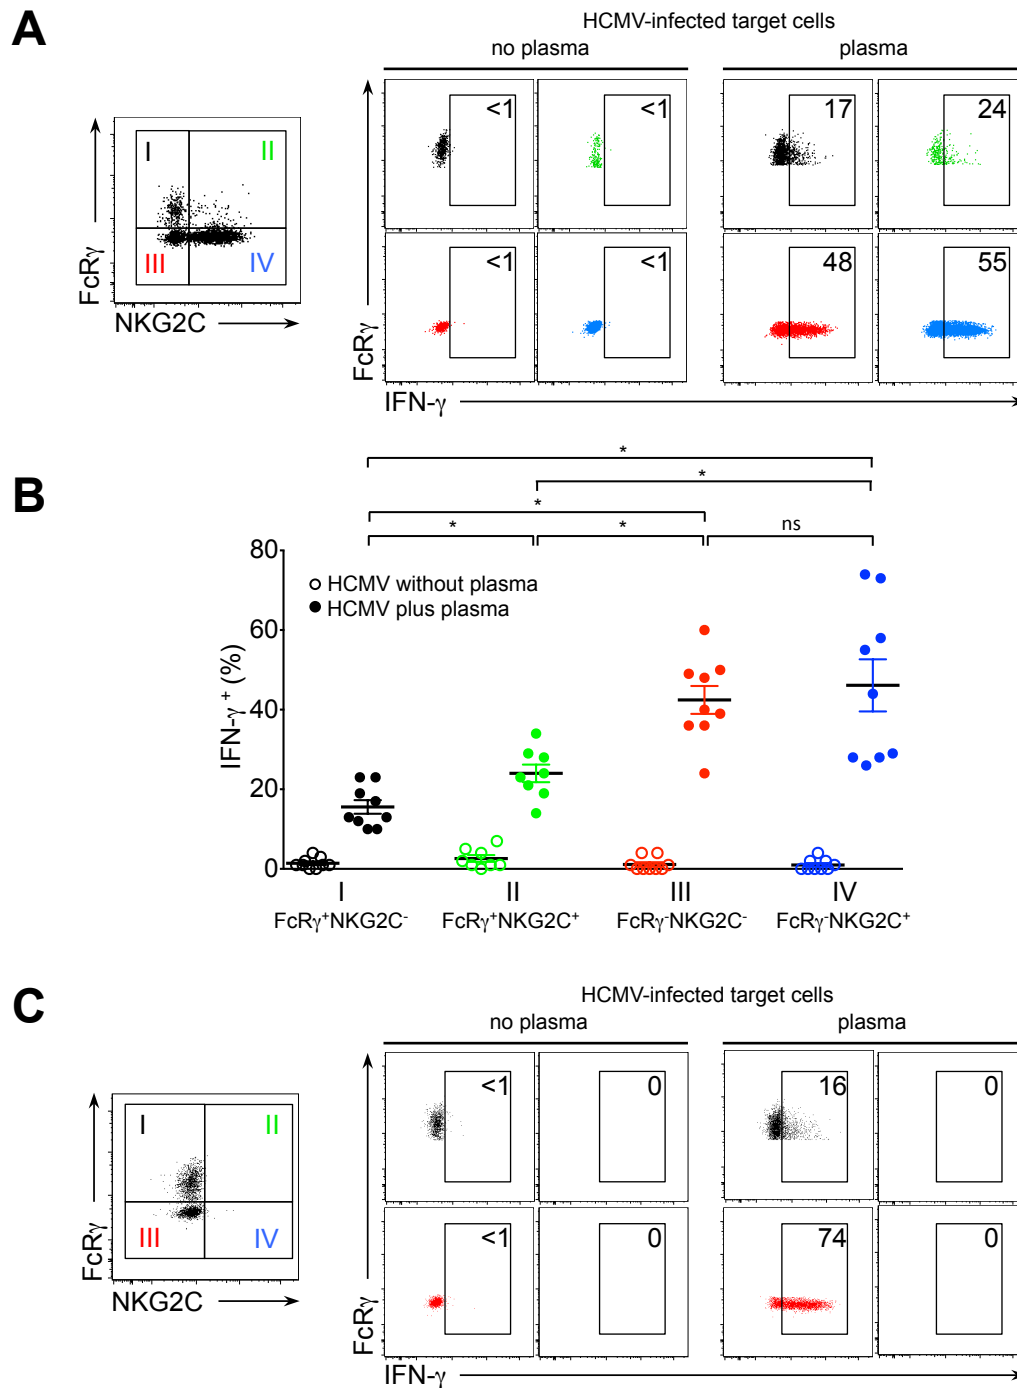 A
HCMV-infected target cells
no plasma
plasma
FcRγ
NKG2C
I
II
III
IV
FcRγ
<1
<1
17
24
FcRγ
<1
<1
48
55
IFN-γ
B
*
*
*
*
*
ns
IFN-γ⁺ (%)
80
60
40
20
0
HCMV without plasma
HCMV plus plasma
I
II
III
IV
FcRγ⁺NKG2C⁻
FcRγ⁺NKG2C⁺
FcRγ⁻NKG2C⁻
FcRγ⁻NKG2C⁺
C
HCMV-infected target cells
no plasma
plasma
FcRγ
NKG2C
I
II
III
IV
FcRγ
<1
0
16
0
FcRγ
<1
0
74
0
IFN-γ